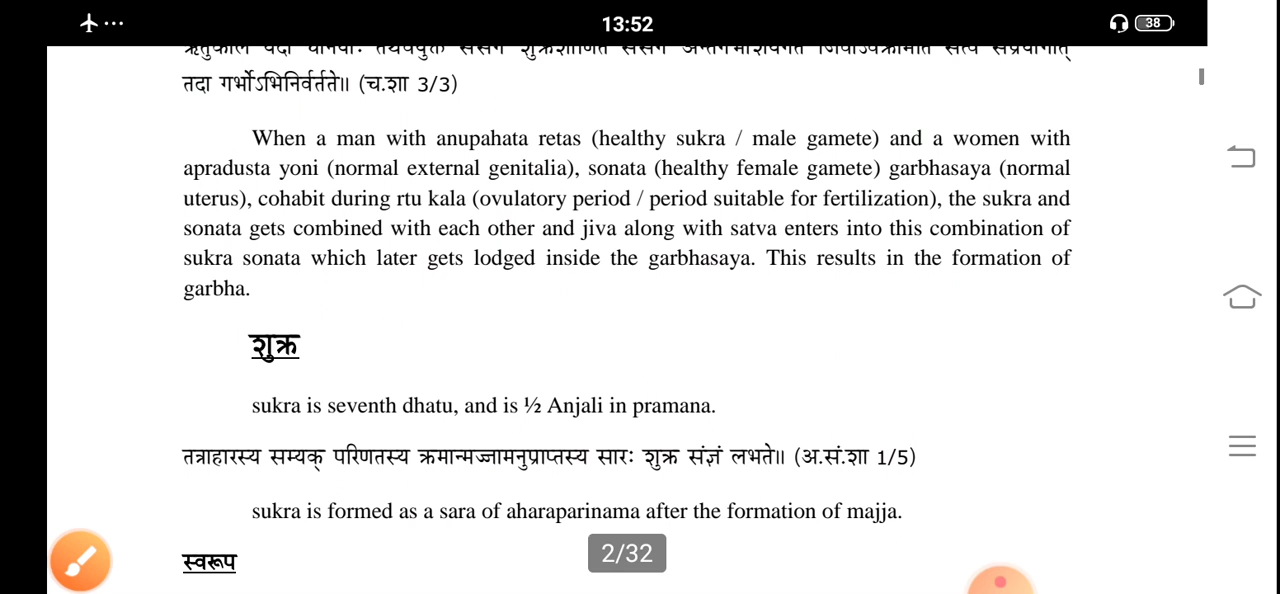 13:52
38
तदा गर्भोऽभिनिर्वर्तते॥ (च.शा 3/3)
When a man with anupahata retas (healthy sukra / male gamete) and a women with
apradusta yoni (normal external genitalia), sonata (healthy female gamete) garbhasaya (normal
uterus), cohabit during rtu kala (ovulatory period / period suitable for fertilization), the sukra and
sonata gets combined with each other and jiva along with satva enters into this combination of
sukra sonata which later gets lodged inside the garbhasaya. This results in the formation of
garbha.
शुक्र
sukra is seventh dhatu, and is ½ Anjali in pramana.
तत्राहारस्य सम्यक् परिणतस्य क्रमान्मज्जामनुप्राप्तस्य सारः शुक्र संज्ञं लभते॥ (अ.सं.शा 1/5)
sukra is formed as a sara of aharaparinama after the formation of majja.
2/32
स्वरूप